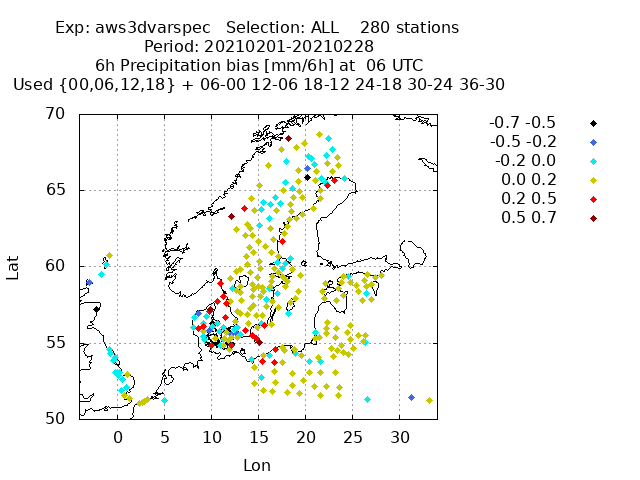 Exp: aws3dvarspec   Selection: ALL    280 stations
Period: 20210201-20210228
6h Precipitation bias [mm/6h] at  06 UTC
Used {00,06,12,18} + 06-00 12-06 18-12 24-18 30-24 36-30
-0.7 -0.5
-0.5 -0.2
-0.2 0.0
0.0 0.2
0.2 0.5
0.5 0.7
70
65
60
55
50
Lat
0 5 10 15 20 25 30
Lon